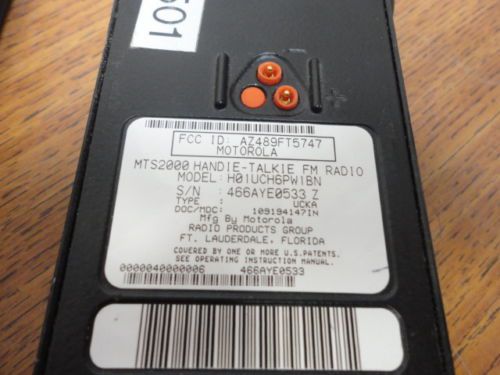 501
FCC ID: AZ489FT5747
MOTOROLA
MTS2000 HANDIE-TALKIE FM RADIO
MODEL: H01UCH6PW1BN
S/N : 466AYE0533 Z
TYPE : UCKA
DOC/MDC: 109194147IN
Mfg By Motorola
RADIO PRODUCTS GROUP
FT. LAUDERDALE, FLORIDA
COVERED BY ONE OR MORE U.S.PATENTS.
SEE OPERATING INSTRUCTION MANUAL.
0000040000006 466AYE0533